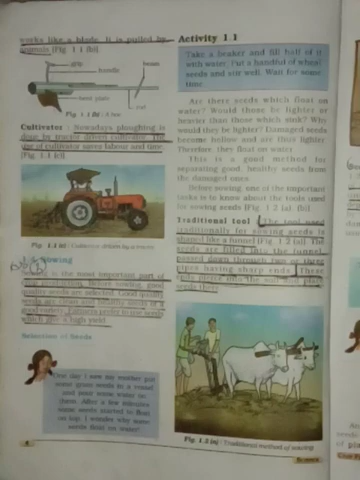 works like a blade. It is pulled by
animals [Fig. 1.1 (b)].
grip
handle
beam
bent plate
Fig. 1.1 (b) : A hoe
Cultivator : Nowadays ploughing is
done by tractor driven cultivator. The
use of cultivator saves labour and time.
[Fig. 1.1 (c)]
Fig. 1.1 (c) : Cultivator driven by a tractor
Sowing
is the most important part of
crop production. Before sowing, good
quality seeds are selected. Good quality
seeds are clean and healthy seeds of a
good variety. Farmers prefer to use seeds
which give a high yield.
Selection of Seeds
One day I saw my mother put
some gram seeds in a vessel
and pour some water on
them. After a few minutes
some seeds started to float
on top. I wonder why some
seeds float on water!
4
Activity 1.1
Take a beaker and fill half of it
with water. Put a handful of wheat
seeds and stir well. Wait for some
time.
Are there seeds which float on
water? Would those be lighter or
heavier than those which sink? Why
would they be lighter? Damaged seeds
become hollow and are thus lighter.
Therefore they float on water.
This is a good method for
separating good, healthy seeds from
the damaged ones.
Before sowing, one of the important
tasks is to know about the tools used
for sowing seeds [Fig. 1.2 (a), (b)].
Traditional tool : The tool used
traditionally for sowing seeds is
shaped like a funnel [Fig. 1.2 (a)]. The
seeds are filled into the funnel,
passed down through two or three
pipes having sharp ends. These
ends pierce into the soil and place
seeds there.
Fig. 1.2 (a) : Traditional method of sowing
Science